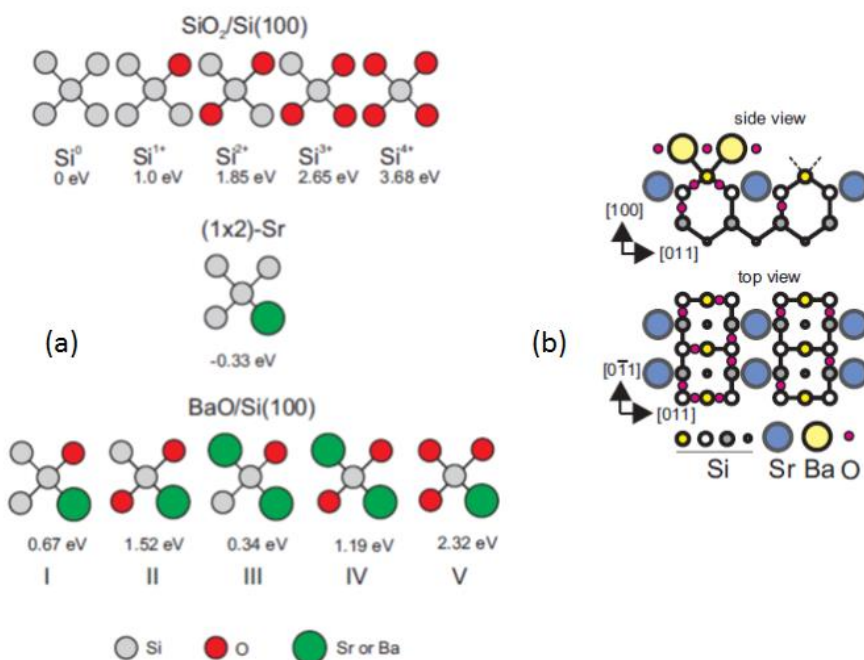 SiO₂/Si(100)
Si⁰ Si¹⁺ Si²⁺ Si³⁺ Si⁴⁺
0 eV 1.0 eV 1.85 eV 2.65 eV 3.68 eV
(1x2)-Sr
-0.33 eV
(a)
BaO/Si(100)
0.67 eV 1.52 eV 0.34 eV 1.19 eV 2.32 eV
I II III IV V
Si O Sr or Ba
side view
[100]
[011]
top view
(b)
[01̅1]
[011]
Si Sr Ba O